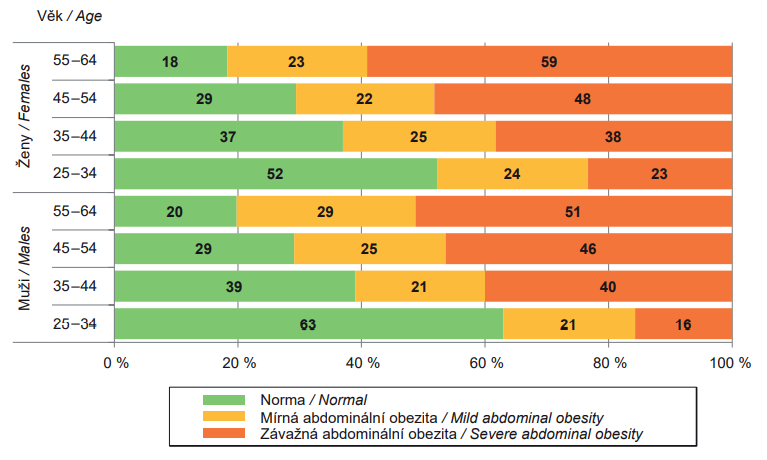 Věk / Age
Ženy / Females
55–64 18 23 59
45–54 29 22 48
35–44 37 25 38
25–34 52 24 23
Muži / Males
55–64 20 29 51
45–54 29 25 46
35–44 39 21 40
25–34 63 21 16
0 % 20 % 40 % 60 % 80 % 100 %
Norma / Normal
Mírná abdominální obezita / Mild abdominal obesity
Závažná abdominální obezita / Severe abdominal obesity